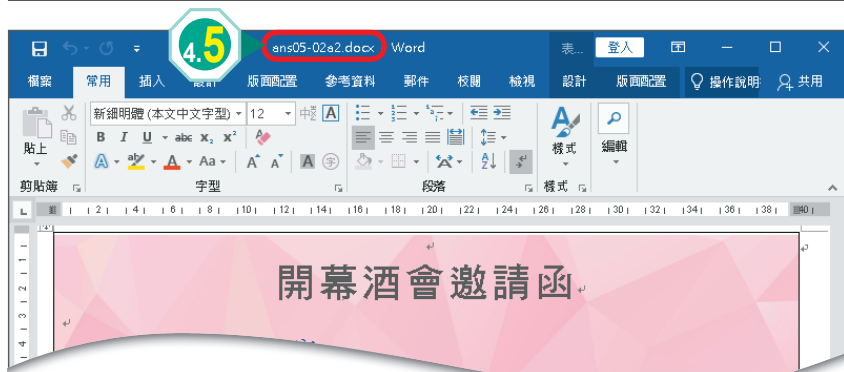 4.5
ans05-02a2.docx - Word 表... 登入
檔案 常用 插入 設計 版面配置 參考資料 郵件 校閱 檢視 設計 版面配置 操作說明 共用
新細明體 (本文中文字型) 12
B I U abc X₂ X²
A aby A Aa A A A 字
貼上 樣式 編輯
剪貼簿 字型 段落 樣式
2 4 6 8 10 12 14 16 18 20 22 24 26 28 30 32 34 36 38 40
開幕酒會邀請函